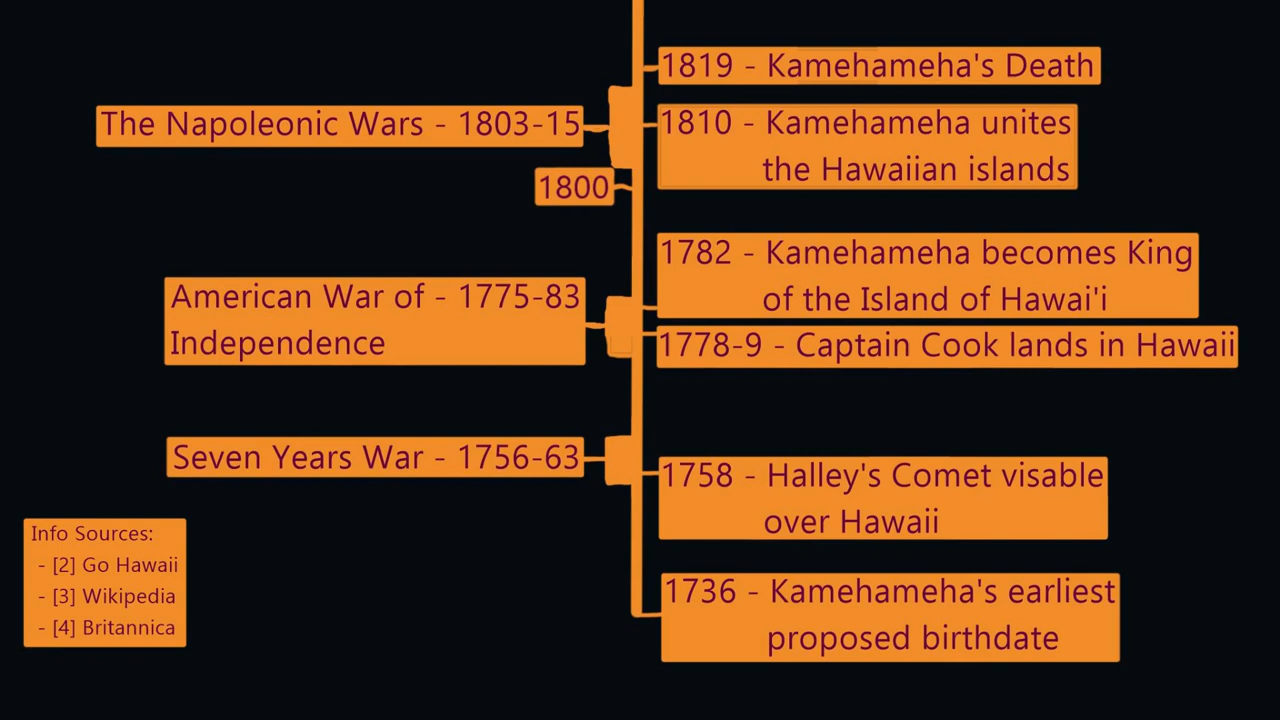 1819 - Kamehameha's Death
The Napoleonic Wars - 1803-15
1810 - Kamehameha unites
the Hawaiian islands
1800
1782 - Kamehameha becomes King
of the Island of Hawai'i
American War of - 1775-83
Independence
1778-9 - Captain Cook lands in Hawaii
Seven Years War - 1756-63
1758 - Halley's Comet visable
over Hawaii
Info Sources:
- [2] Go Hawaii
- [3] Wikipedia
- [4] Britannica
1736 - Kamehameha's earliest
proposed birthdate